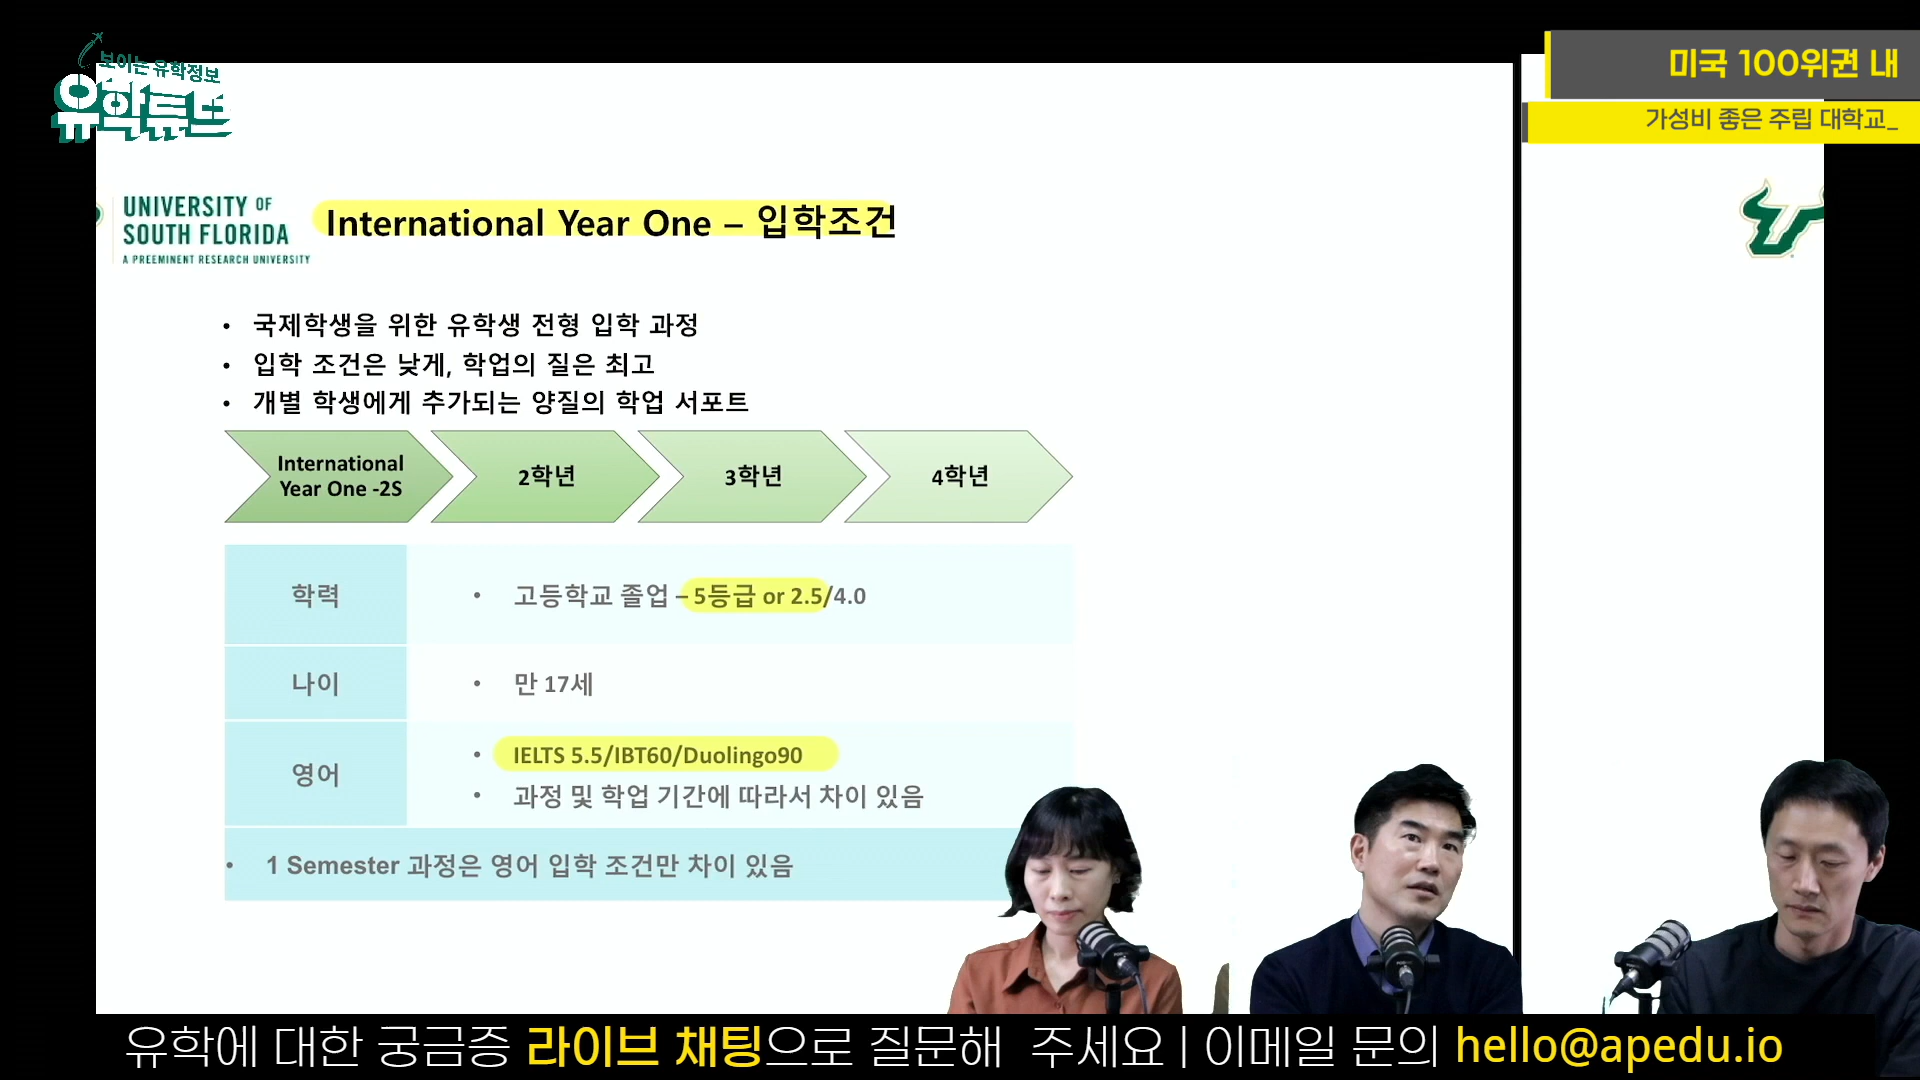 보이는 유학정보
유학튜브
미국 100위권 내
가성비 좋은 주립 대학교_
UNIVERSITY OF
SOUTH FLORIDA
A PREEMINENT RESEARCH UNIVERSITY
International Year One – 입학조건
• 국제학생을 위한 유학생 전형 입학 과정
• 입학 조건은 낮게, 학업의 질은 최고
• 개별 학생에게 추가되는 양질의 학업 서포트
International
Year One -2S
2학년
3학년
4학년
학력
• 고등학교 졸업 – 5등급 or 2.5/4.0
나이
• 만 17세
영어
• IELTS 5.5/IBT60/Duolingo90
• 과정 및 학업 기간에 따라서 차이 있음
• 1 Semester 과정은 영어 입학 조건만 차이 있음
유학에 대한 궁금증 라이브 채팅으로 질문해 주세요 | 이메일 문의 hello@apedu.io